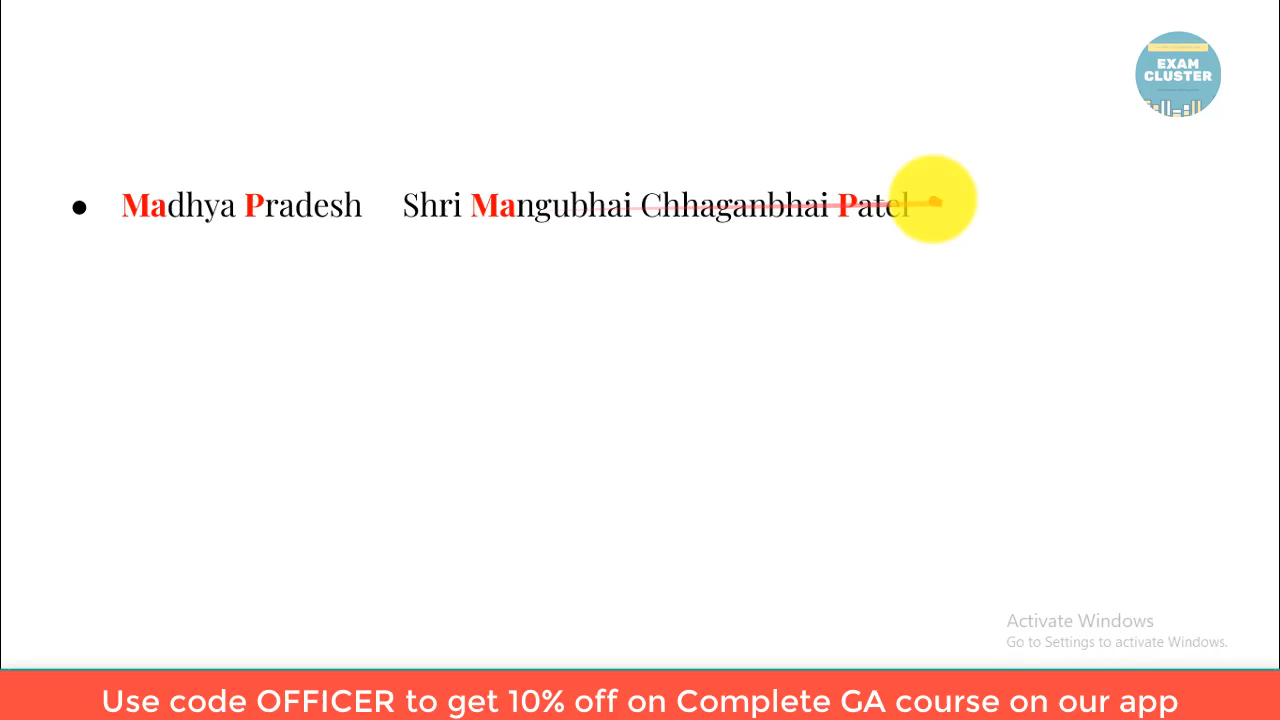 EXAM
CLUSTER
● Madhya Pradesh Shri Mangubhai Chhaganbhai Patel
Activate Windows
Go to Settings to activate Windows.
Use code OFFICER to get 10% off on Complete GA course on our app